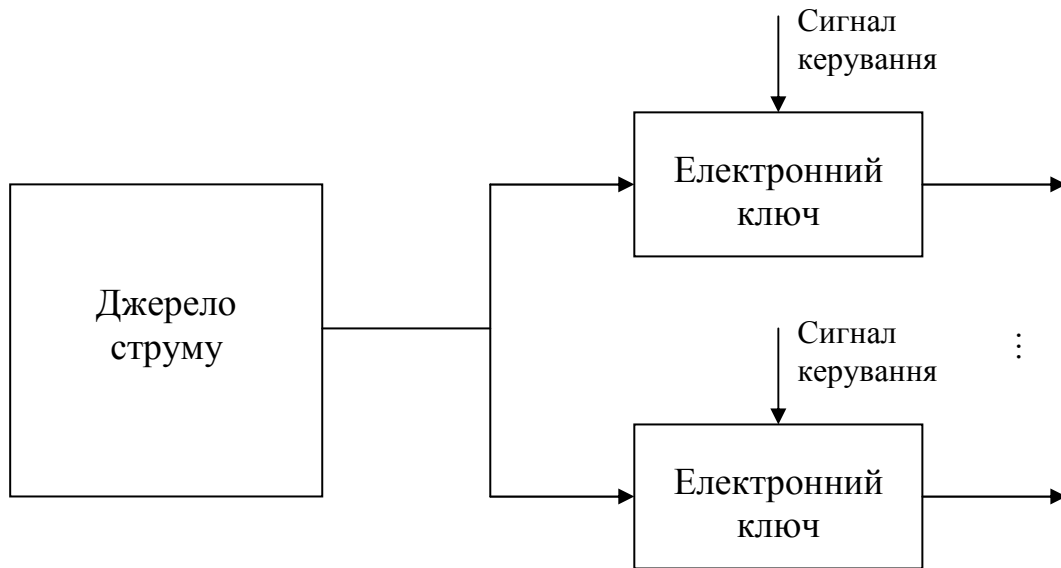 Сигнал
керування
Електронний
ключ
Джерело
струму
Сигнал
керування
⋮
Електронний
ключ